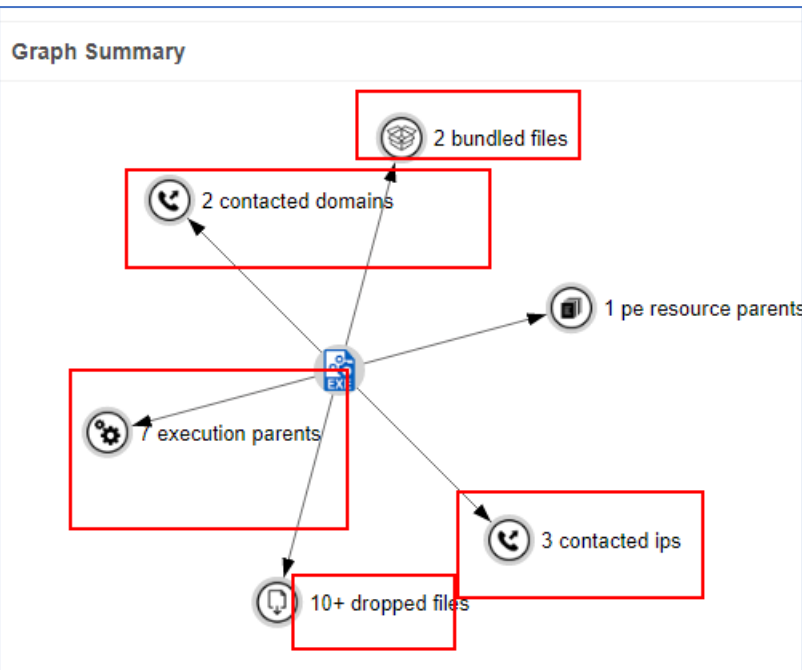 Graph Summary
2 bundled files
2 contacted domains
1 pe resource parents
EXE
7 execution parents
3 contacted ips
10+ dropped files